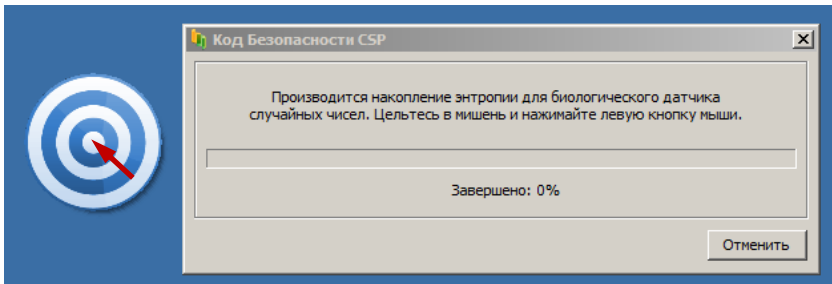 Код Безопасности CSP
Производится накопление энтропии для биологического датчика
случайных чисел. Цельтесь в мишень и нажимайте левую кнопку мыши.
Завершено: 0%
Отменить